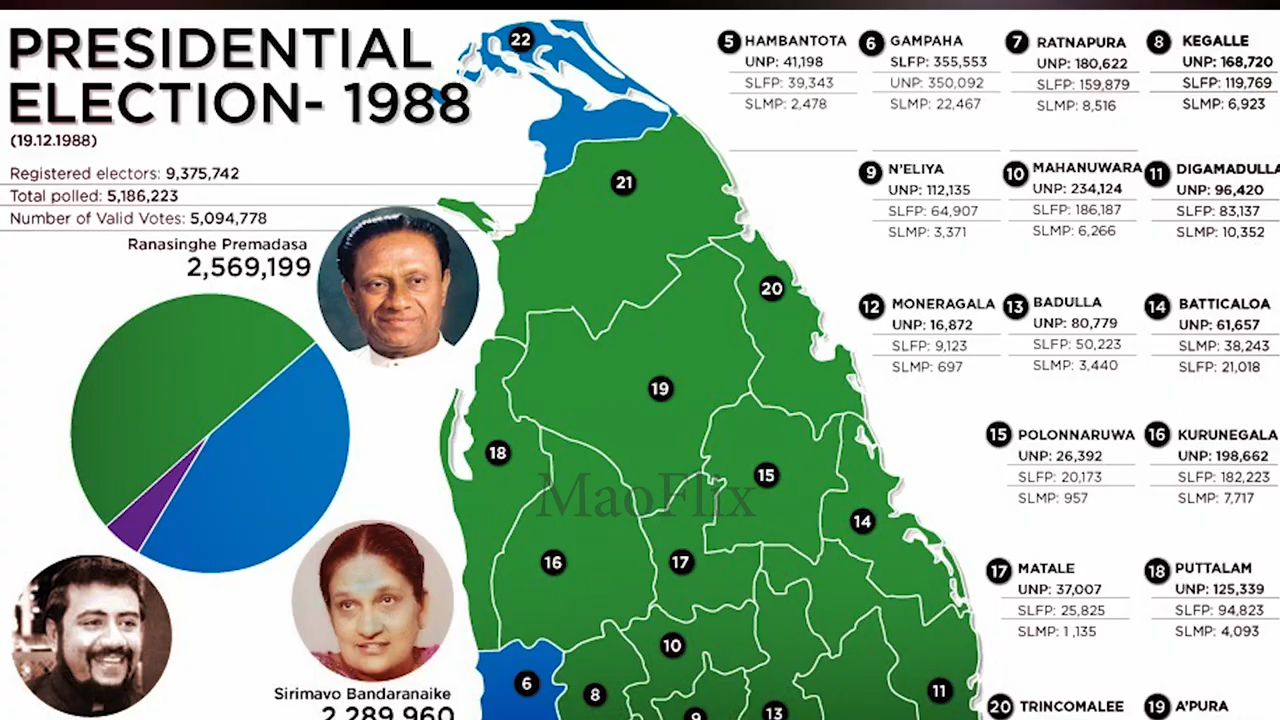 PRESIDENTIAL
ELECTION- 1988
(19.12.1988)
Registered electors: 9,375,742
Total polled: 5,186,223
Number of Valid Votes: 5,094,778
Ranasinghe Premadasa
2,569,199
Sirimavo Bandaranaike
2,289,960
5 HAMBANTOTA
UNP: 41,198
SLFP: 39,343
SLMP: 2,478
6 GAMPAHA
SLFP: 355,553
UNP: 350,092
SLMP: 22,467
7 RATNAPURA
UNP: 180,622
SLFP: 159,879
SLMP: 8,516
8 KEGALLE
UNP: 168,720
SLFP: 119,769
SLMP: 6,923
9 N'ELIYA
UNP: 112,135
SLFP: 64,907
SLMP: 3,371
10 MAHANUWARA
UNP: 234,124
SLFP: 186,187
SLMP: 6,266
11 DIGAMADULLA
UNP: 96,420
SLFP: 83,137
SLMP: 10,352
12 MONERAGALA
UNP: 16,872
SLFP: 9,123
SLMP: 697
13 BADULLA
UNP: 80,779
SLFP: 50,223
SLMP: 3,440
14 BATTICALOA
UNP: 61,657
SLMP: 38,243
SLFP: 21,018
15 POLONNARUWA
UNP: 26,392
SLFP: 20,173
SLMP: 957
16 KURUNEGALA
UNP: 198,662
SLFP: 182,223
SLMP: 7,717
17 MATALE
UNP: 37,007
SLFP: 25,825
SLMP: 1,135
18 PUTTALAM
UNP: 125,339
SLFP: 94,823
SLMP: 4,093
20 TRINCOMALEE
19 A'PURA
22
21
20
19
18
15
14
16
17
10
6
8
11
9
13
MaoFlix